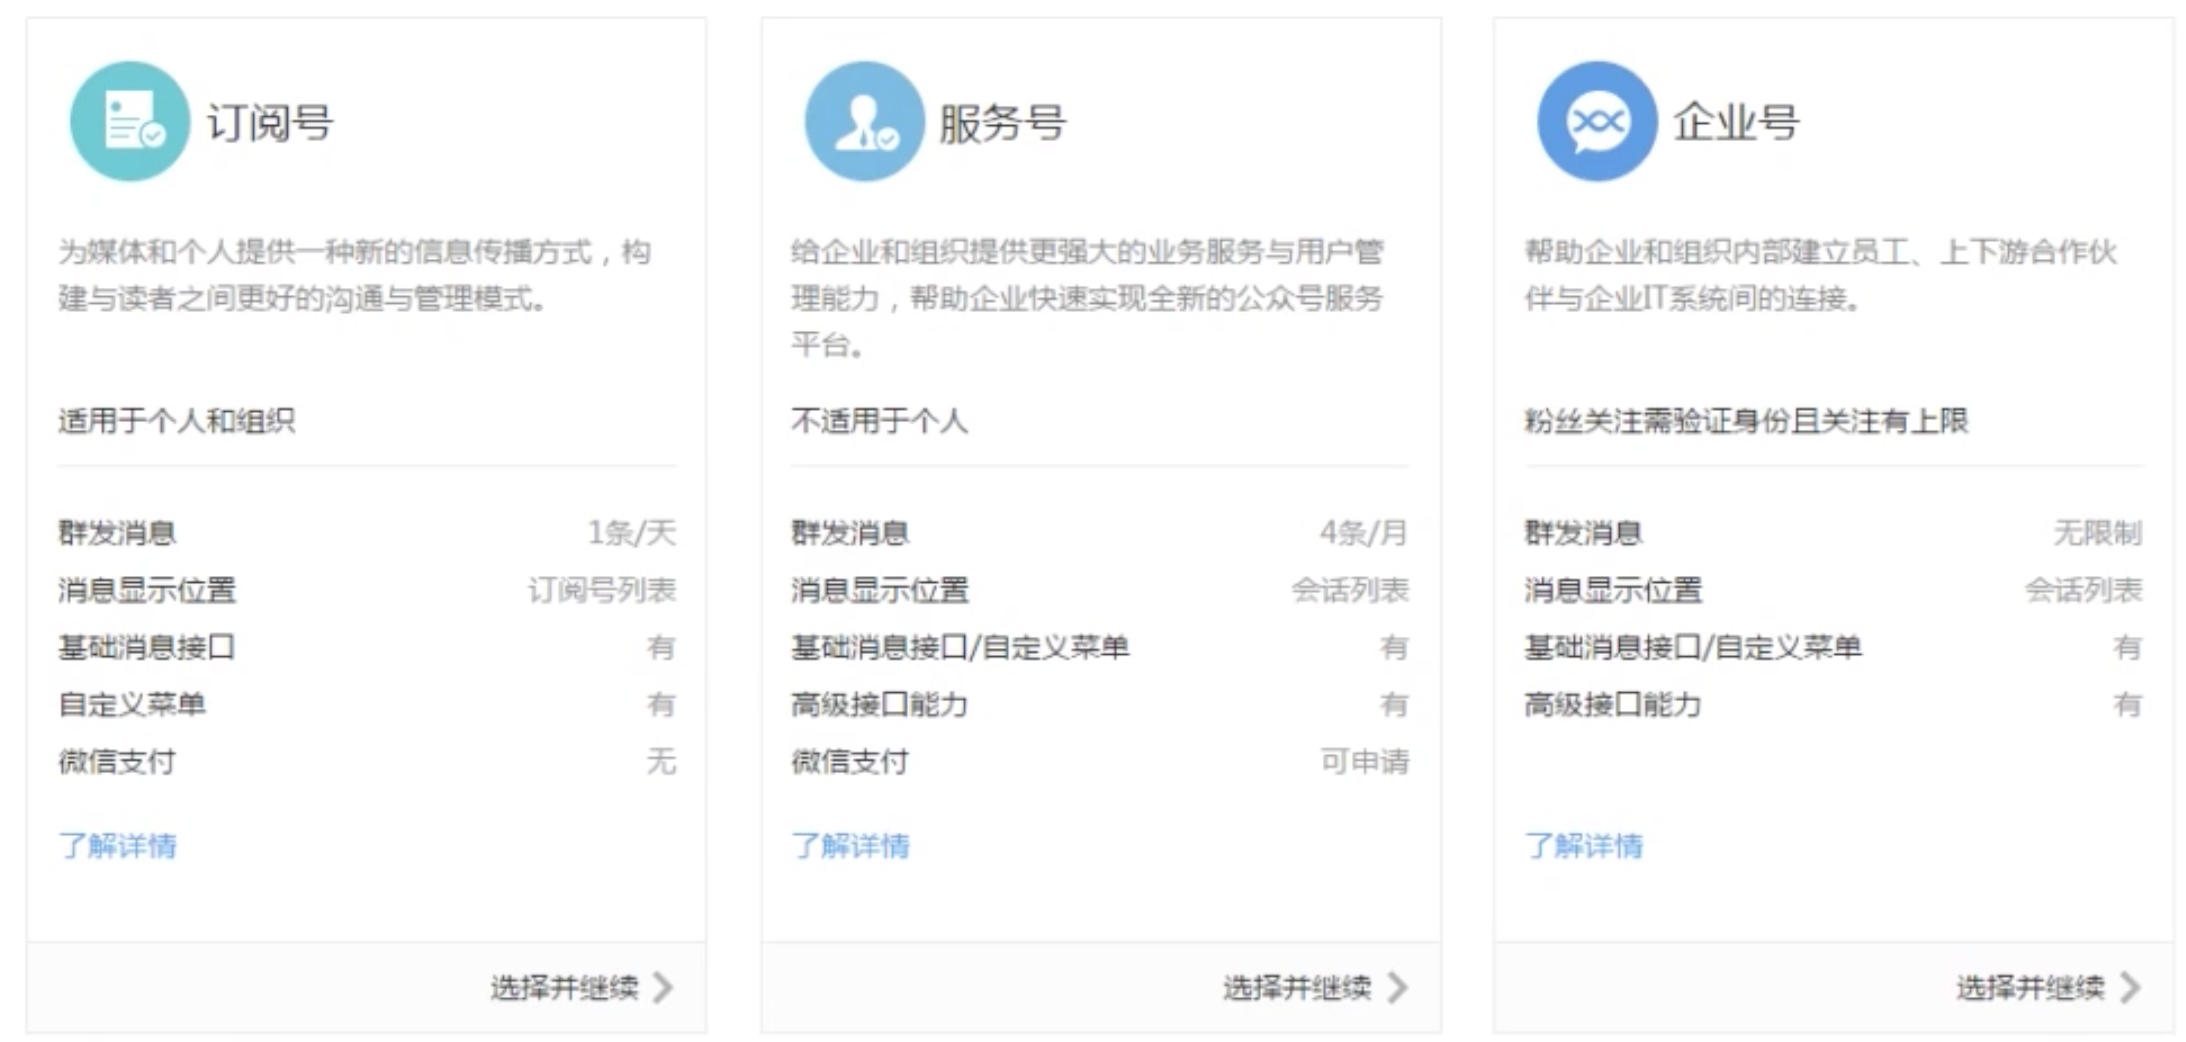 订阅号
为媒体和个人提供一种新的信息传播方式，构
建与读者之间更好的沟通与管理模式。
适用于个人和组织
群发消息 1条/天
消息显示位置 订阅号列表
基础消息接口 有
自定义菜单 有
微信支付 无
了解详情
选择并继续
服务号
给企业和组织提供更强大的业务服务与用户管
理能力，帮助企业快速实现全新的公众号服务
平台。
不适用于个人
群发消息 4条/月
消息显示位置 会话列表
基础消息接口/自定义菜单 有
高级接口能力 有
微信支付 可申请
了解详情
选择并继续
企业号
帮助企业和组织内部建立员工、上下游合作伙
伴与企业IT系统间的连接。
粉丝关注需验证身份且关注有上限
群发消息 无限制
消息显示位置 会话列表
基础消息接口/自定义菜单 有
高级接口能力 有
了解详情
选择并继续